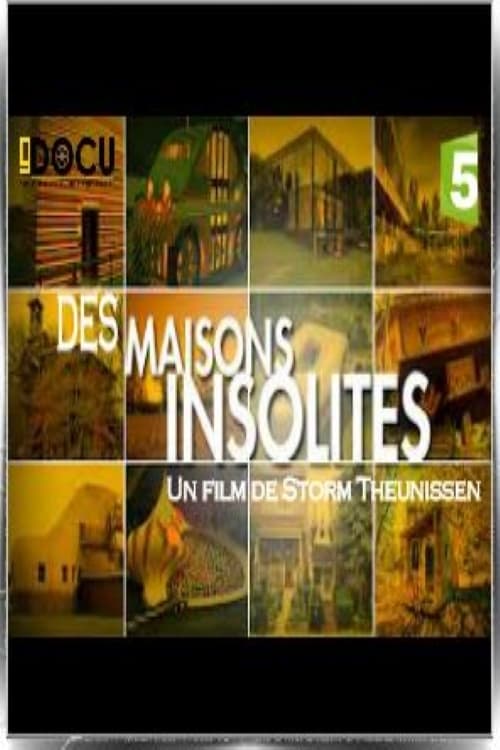 DOCU
5
DES MAISONS
INSOLITES
UN FILM DE STORM THEUNISSEN